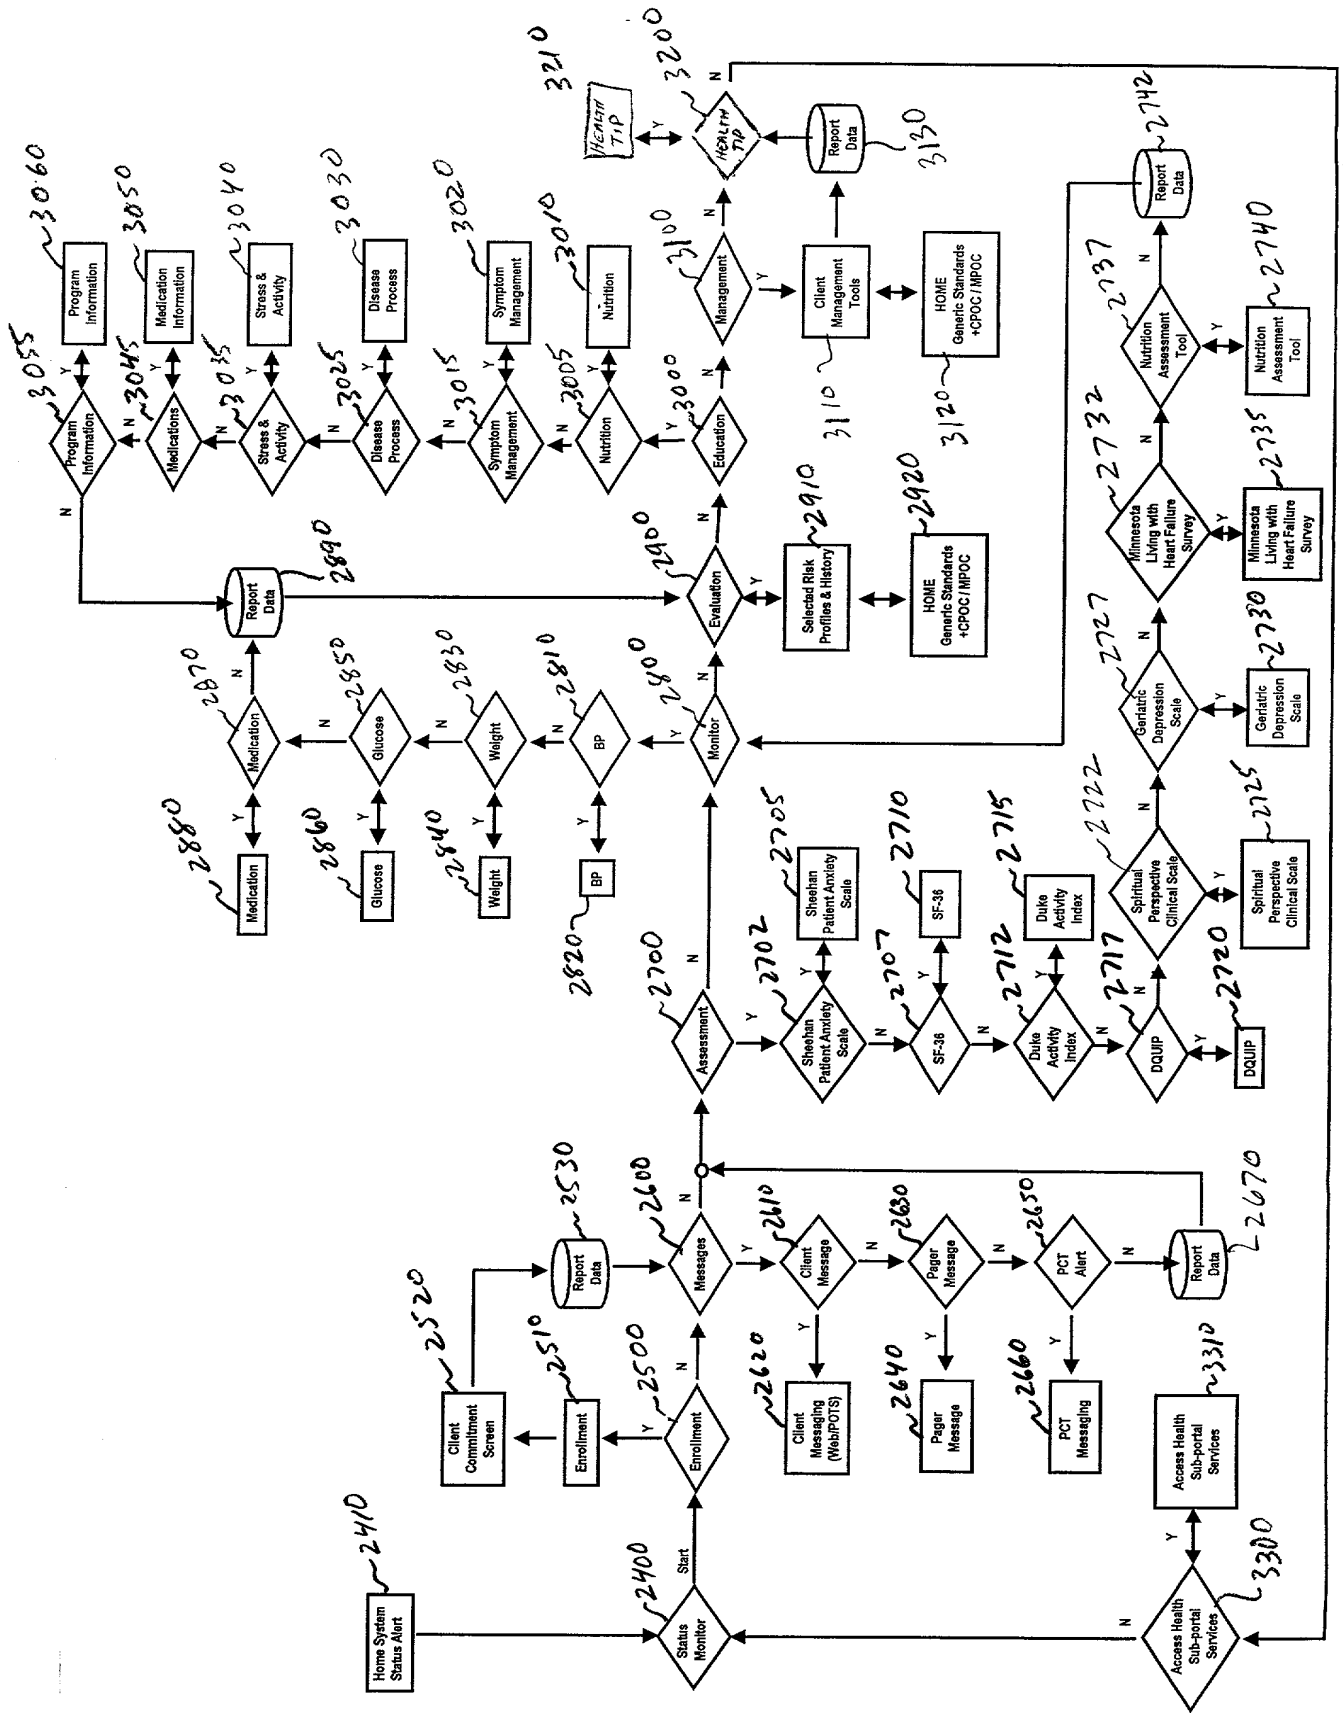 2410
Home System
Status Alert
2400
Status
Monitor
Start
2520
Client
Commitment
Screen
2510
Enrollment
Y
2500
Enrollment
N
2530
Report
Data
2600
Messages
N
Y
2610
Client
Message
Y
2620
Client
Messaging
(Web/POTS)
N
2630
Pager
Message
Y
2640
Pager
Message
N
2650
PCT
Alert
Y
2660
PCT
Messaging
N
Report
Data
2670
2700
Assessment
N
Y
2702
Sheehan
Patient Anxiety
Scale
Y
2705
Sheehan
Patient Anxiety
Scale
N
2707
SF-36
Y
2710
SF-36
N
2712
Duke
Activity
Index
Y
2715
Duke
Activity
Index
N
2717
DQUIP
Y
2720
DQUIP
N
2722
Spiritual
Perspective
Clinical Scale
Y
2725
Spiritual
Perspective
Clinical Scale
N
2727
Geriatric
Depression
Scale
Y
2730
Geriatric
Depression
Scale
N
2732
Minnesota
Living with
Heart Failure
Survey
Y
2735
Minnesota
Living with
Heart Failure
Survey
N
2737
Nutrition
Assessment
Tool
Y
2740
Nutrition
Assessment
Tool
N
Report
Data
2742
2800
Monitor
N
Y
2810
BP
Y
2820
BP
N
2830
Weight
Y
2840
Weight
N
2850
Glucose
Y
2860
Glucose
N
2870
Medication
Y
2880
Medication
N
Report
Data
2890
2900
Evaluation
N
Y
2910
Selected Risk
Profiles & History
2920
HOME
Generic Standards
+CPOC / MPOC
3000
Education
N
Y
3005
Nutrition
Y
3010
Nutrition
N
3015
Symptom
Management
Y
3020
Symptom
Management
N
3025
Disease
Process
Y
3030
Disease
Process
N
3035
Stress &
Activity
Y
3040
Stress &
Activity
N
3045
Medications
Y
3050
Medication
Information
N
3055
Program
Information
Y
3060
Program
Information
N
3100
Management
N
Y
3110
Client
Management
Tools
3120
HOME
Generic Standards
+CPOC / MPOC
3130
Report
Data
3200
HEALTH
TIP
Y
3210
HEALTH
TIP
N
3300
Access Health
Sub-portal
Services
Y
3310
Access Health
Sub-portal
Services
N